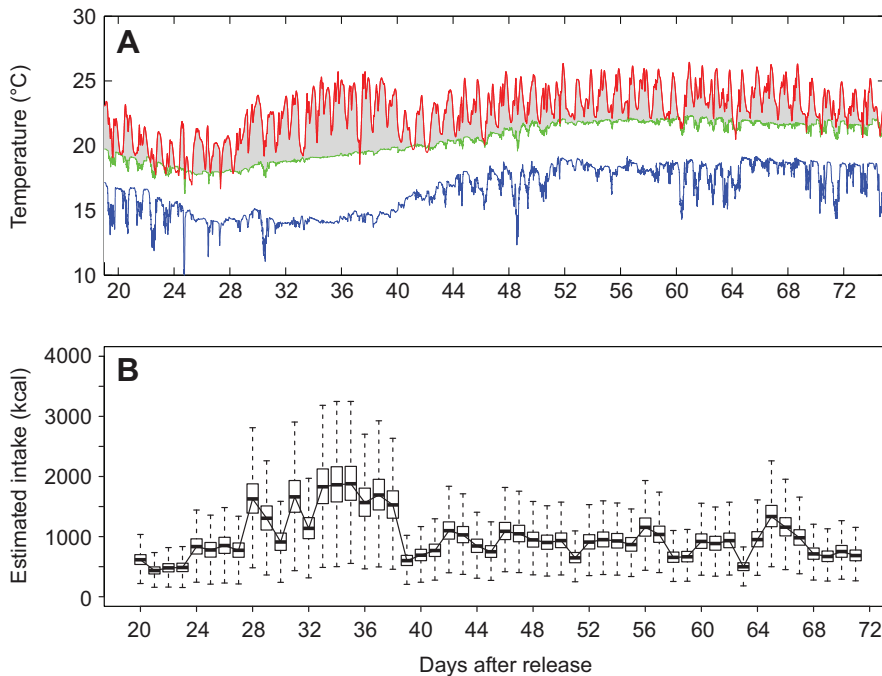 A
Temperature (°C)
30
25
20
15
10
20 24 28 32 36 40 44 48 52 56 60 64 68 72
B
Estimated intake (kcal)
4000
3000
2000
1000
0
20 24 28 32 36 40 44 48 52 56 60 64 68 72
Days after release